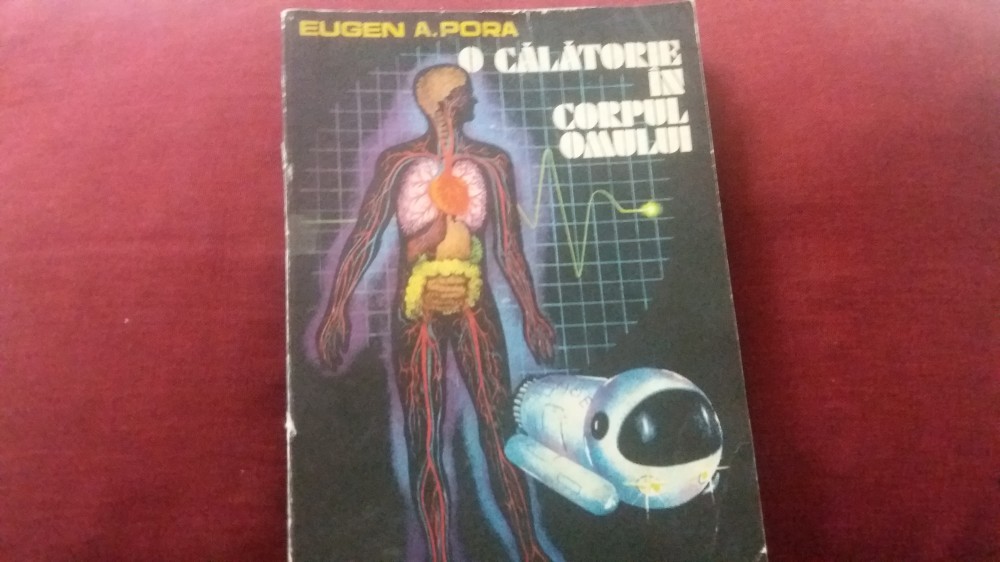 EUGEN A. PORA
O CĂLĂTORIE
ÎN
CORPUL
OMULUI